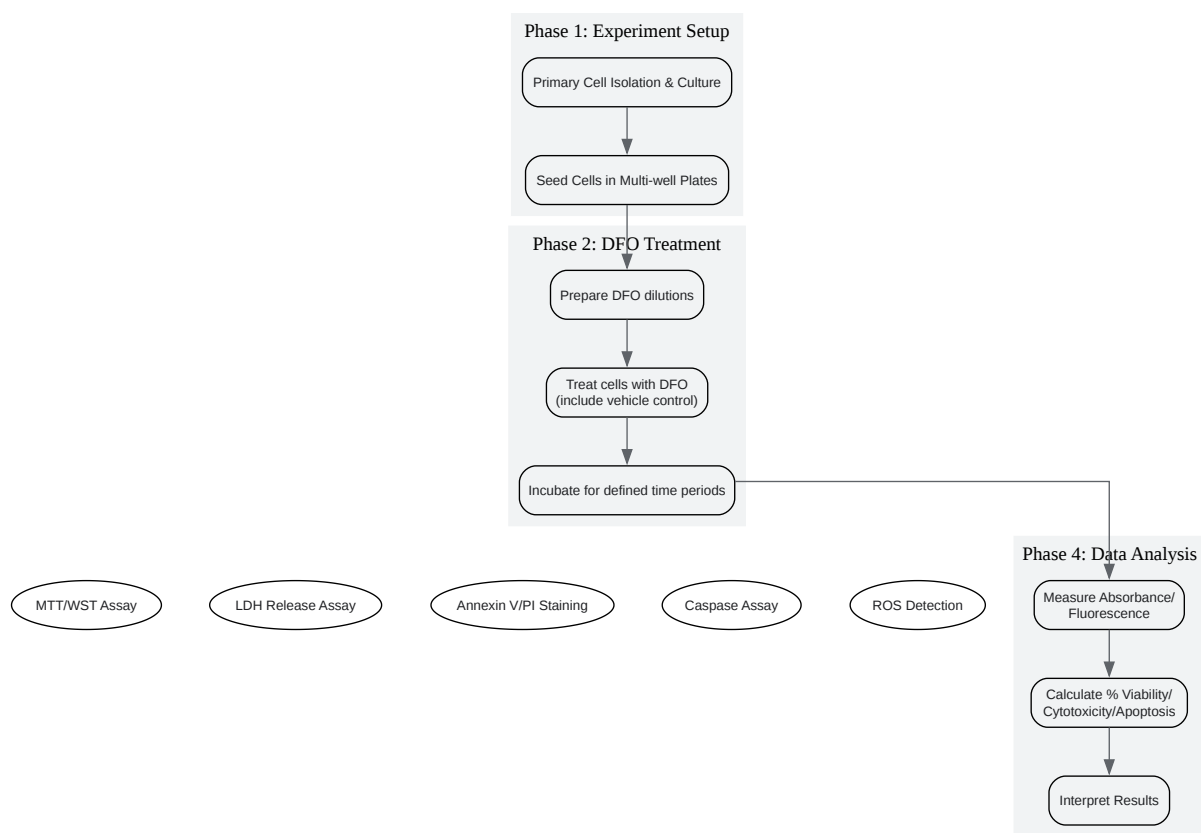 Phase 1: Experiment Setup
Primary Cell Isolation & Culture
Seed Cells in Multi-well Plates
Phase 2: DFO Treatment
Prepare DFO dilutions
Treat cells with DFO
(include vehicle control)
Incubate for defined time periods
MTT/WST Assay
LDH Release Assay
Annexin V/PI Staining
Caspase Assay
ROS Detection
Phase 4: Data Analysis
Measure Absorbance/
Fluorescence
Calculate % Viability/
Cytotoxicity/Apoptosis
Interpret Results